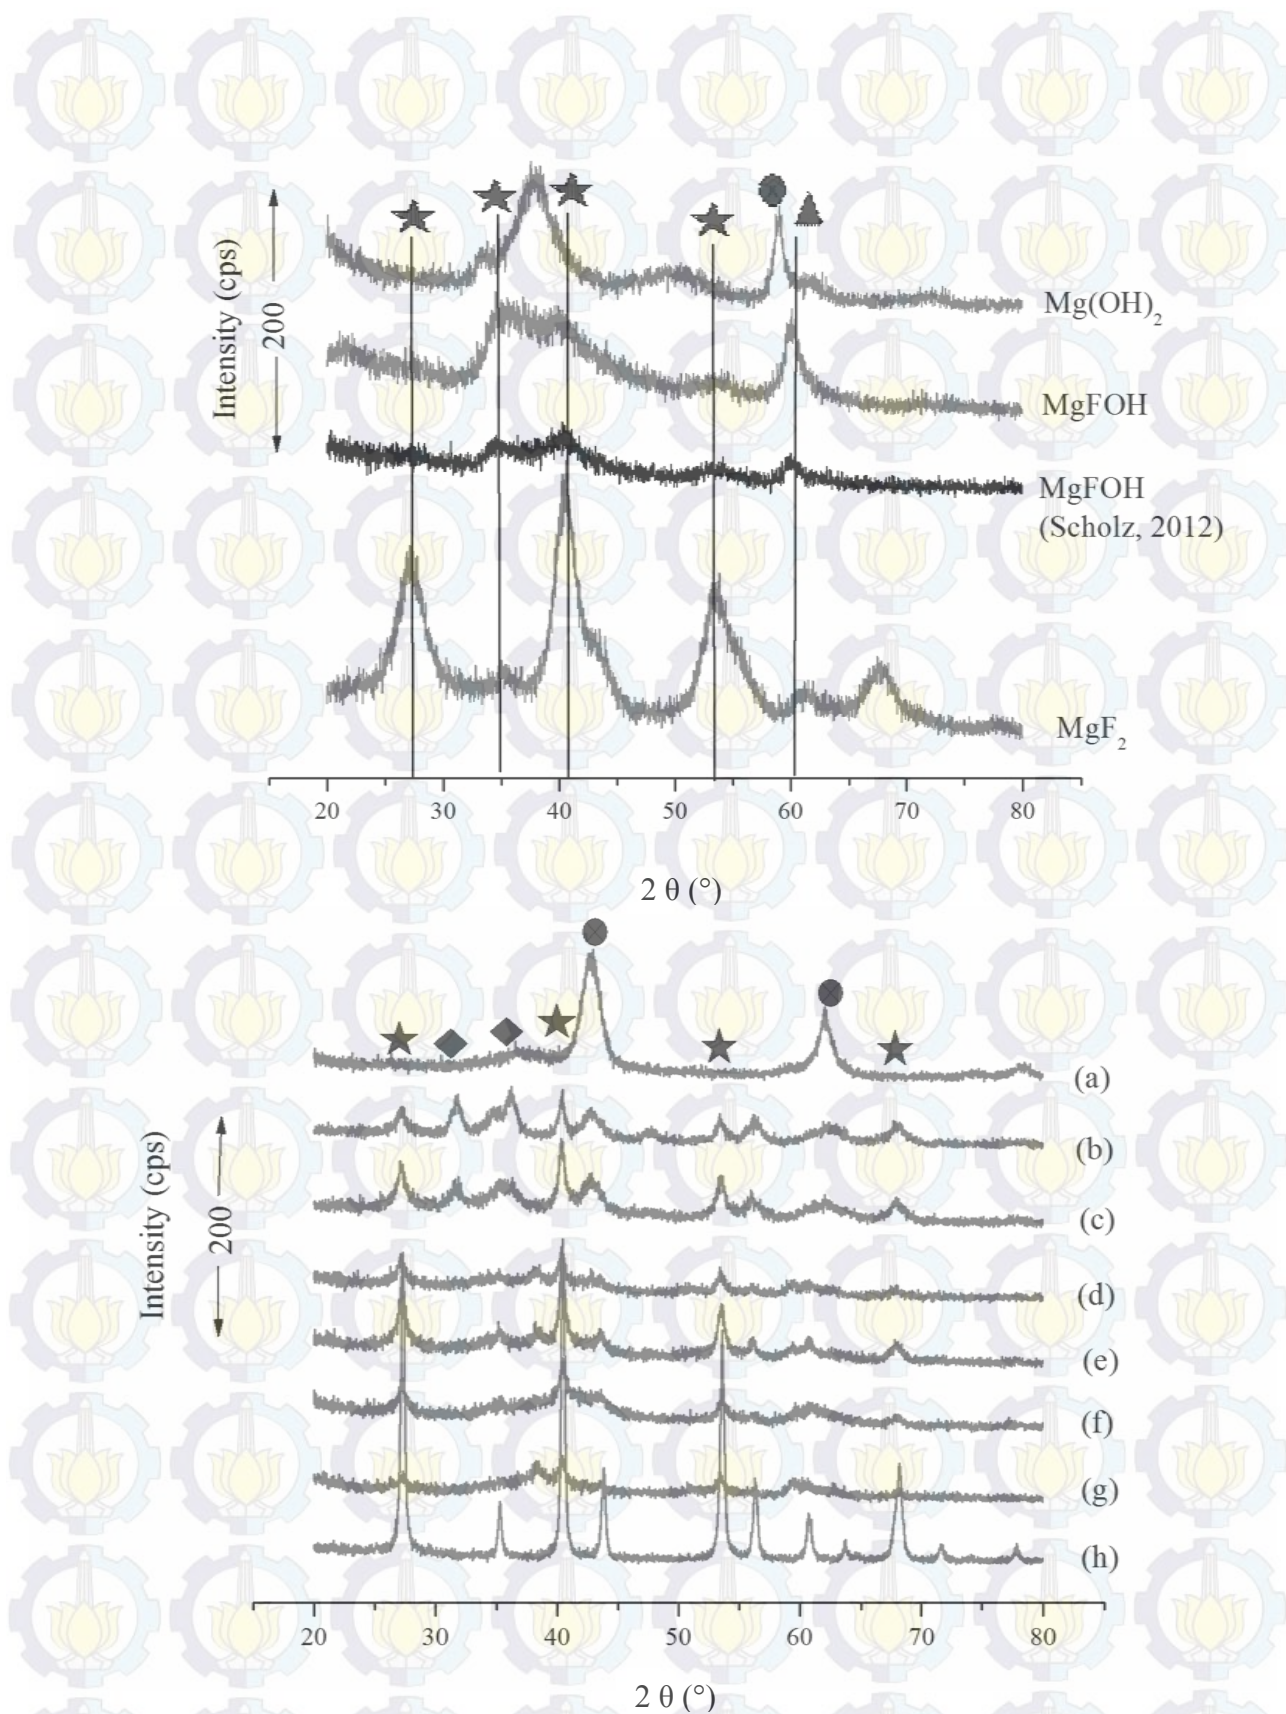 Intensity (cps)
200
Mg(OH)₂
MgFOH
MgFOH
(Scholz, 2012)
MgF₂
20 30 40 50 60 70 80
2 θ (°)
Intensity (cps)
200
(a)
(b)
(c)
(d)
(e)
(f)
(g)
(h)
20 30 40 50 60 70 80
2 θ (°)